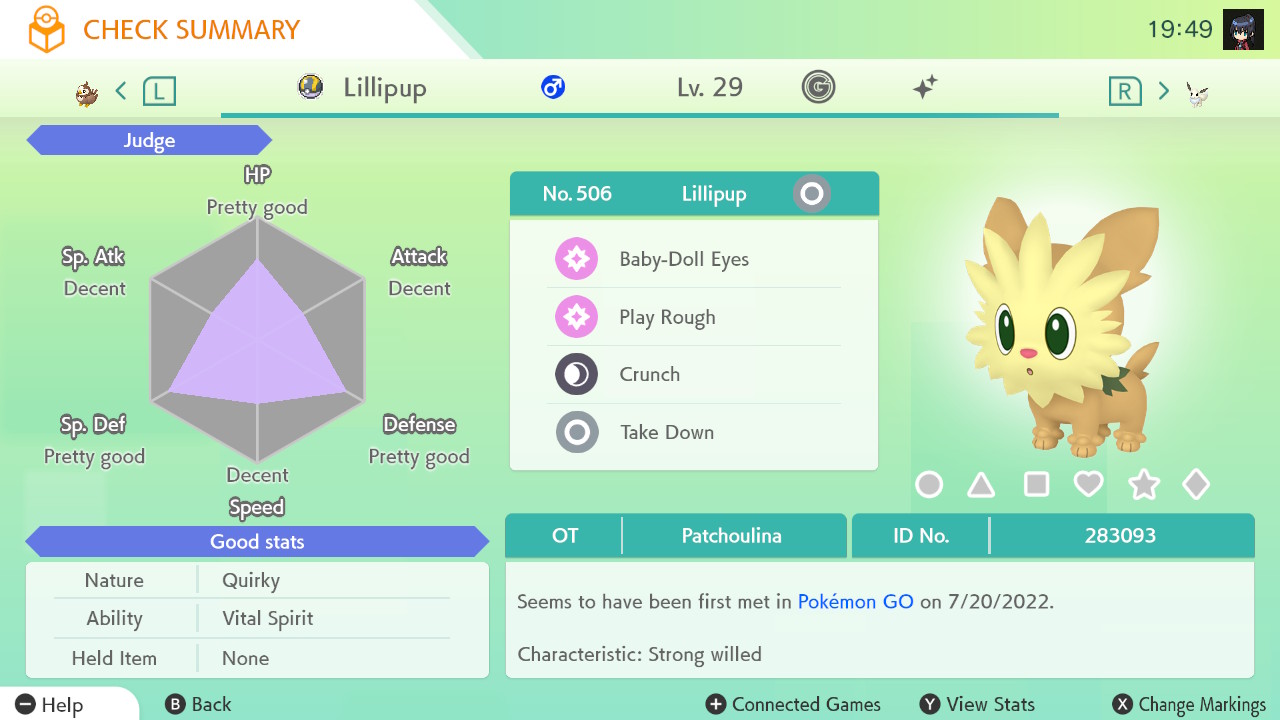 CHECK SUMMARY
19:49
L
Lillipup
Lv. 29
G
R
Judge
HP
Pretty good
Sp. Atk
Decent
Attack
Decent
Sp. Def
Pretty good
Defense
Pretty good
Decent
Speed
Good stats
Nature Quirky
Ability Vital Spirit
Held Item None
No. 506 Lillipup
Baby-Doll Eyes
Play Rough
Crunch
Take Down
OT Patchoulina ID No. 283093
Seems to have been first met in Pokémon GO on 7/20/2022.
Characteristic: Strong willed
Help
B Back
Connected Games
Y View Stats
X Change Markings